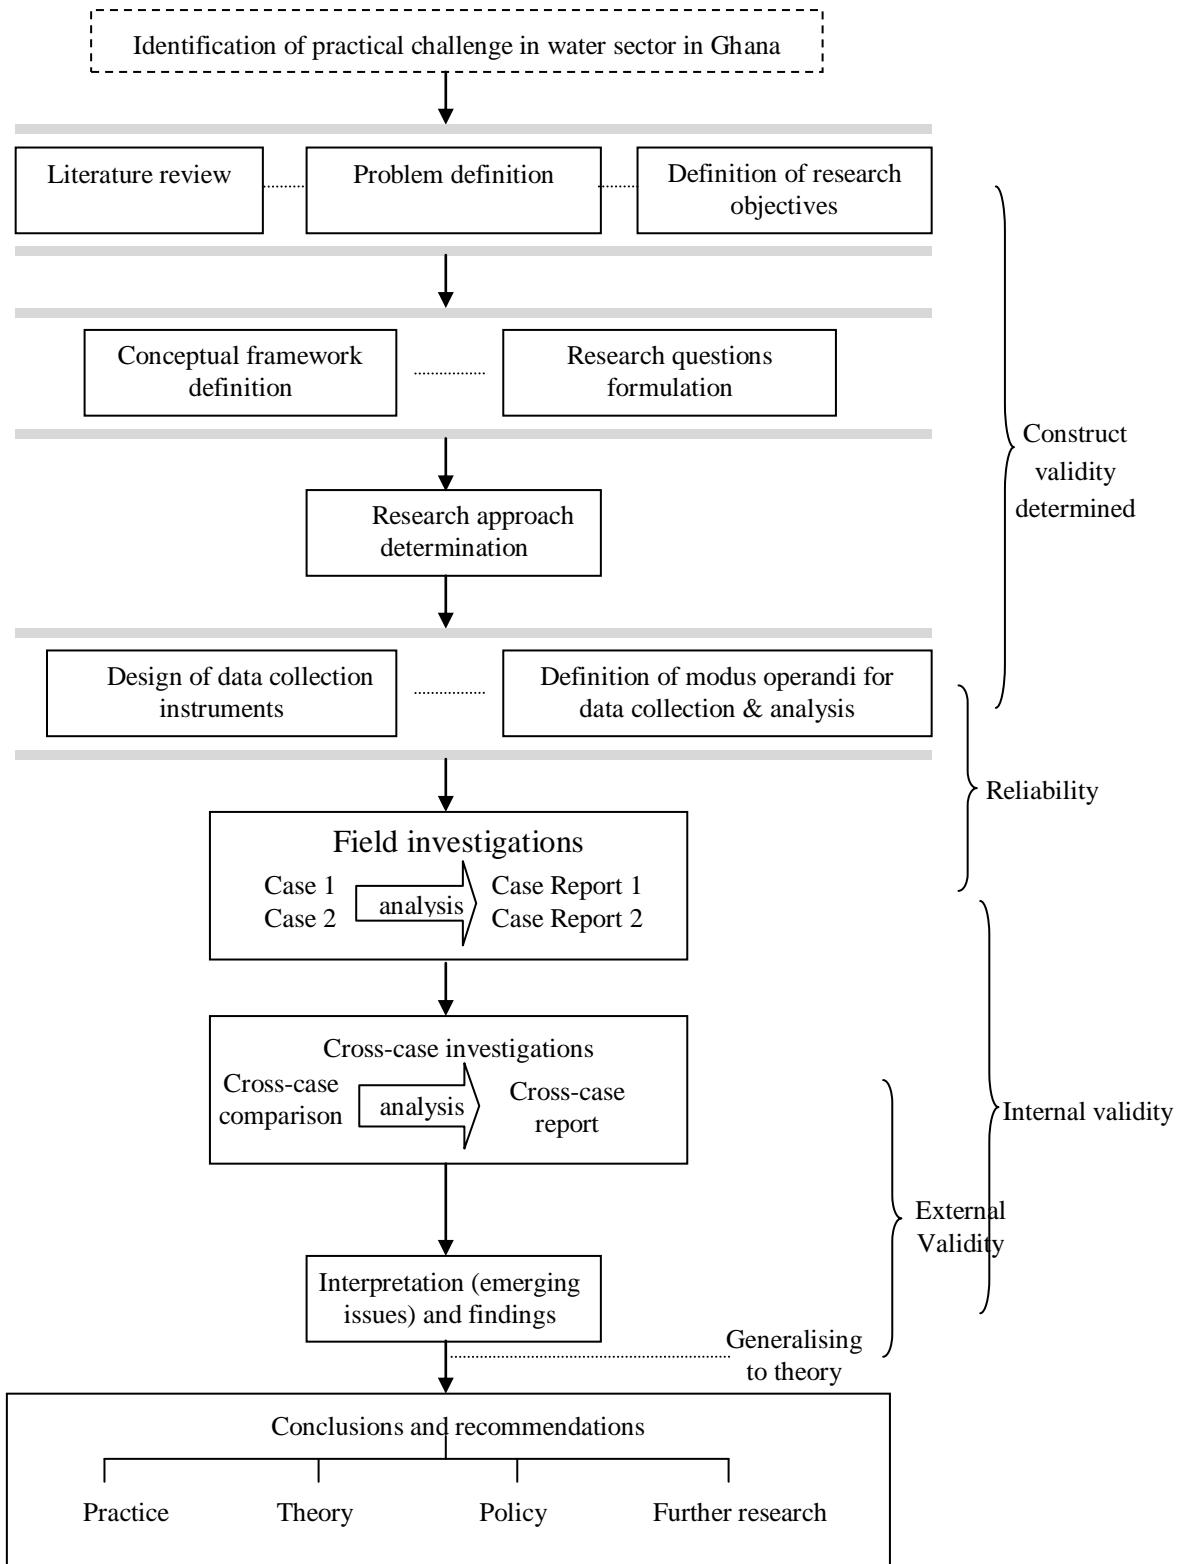 Identification of practical challenge in water sector in Ghana
Literature review
Problem definition
Definition of research
objectives
Conceptual framework
definition
Research questions
formulation
Construct
validity
determined
Research approach
determination
Design of data collection
instruments
Definition of modus operandi for
data collection & analysis
Reliability
Field investigations
Case 1
Case 2
analysis
Case Report 1
Case Report 2
Cross-case investigations
Cross-case
comparison
analysis
Cross-case
report
Internal validity
External
Validity
Interpretation (emerging
issues) and findings
Generalising
to theory
Conclusions and recommendations
Practice
Theory
Policy
Further research